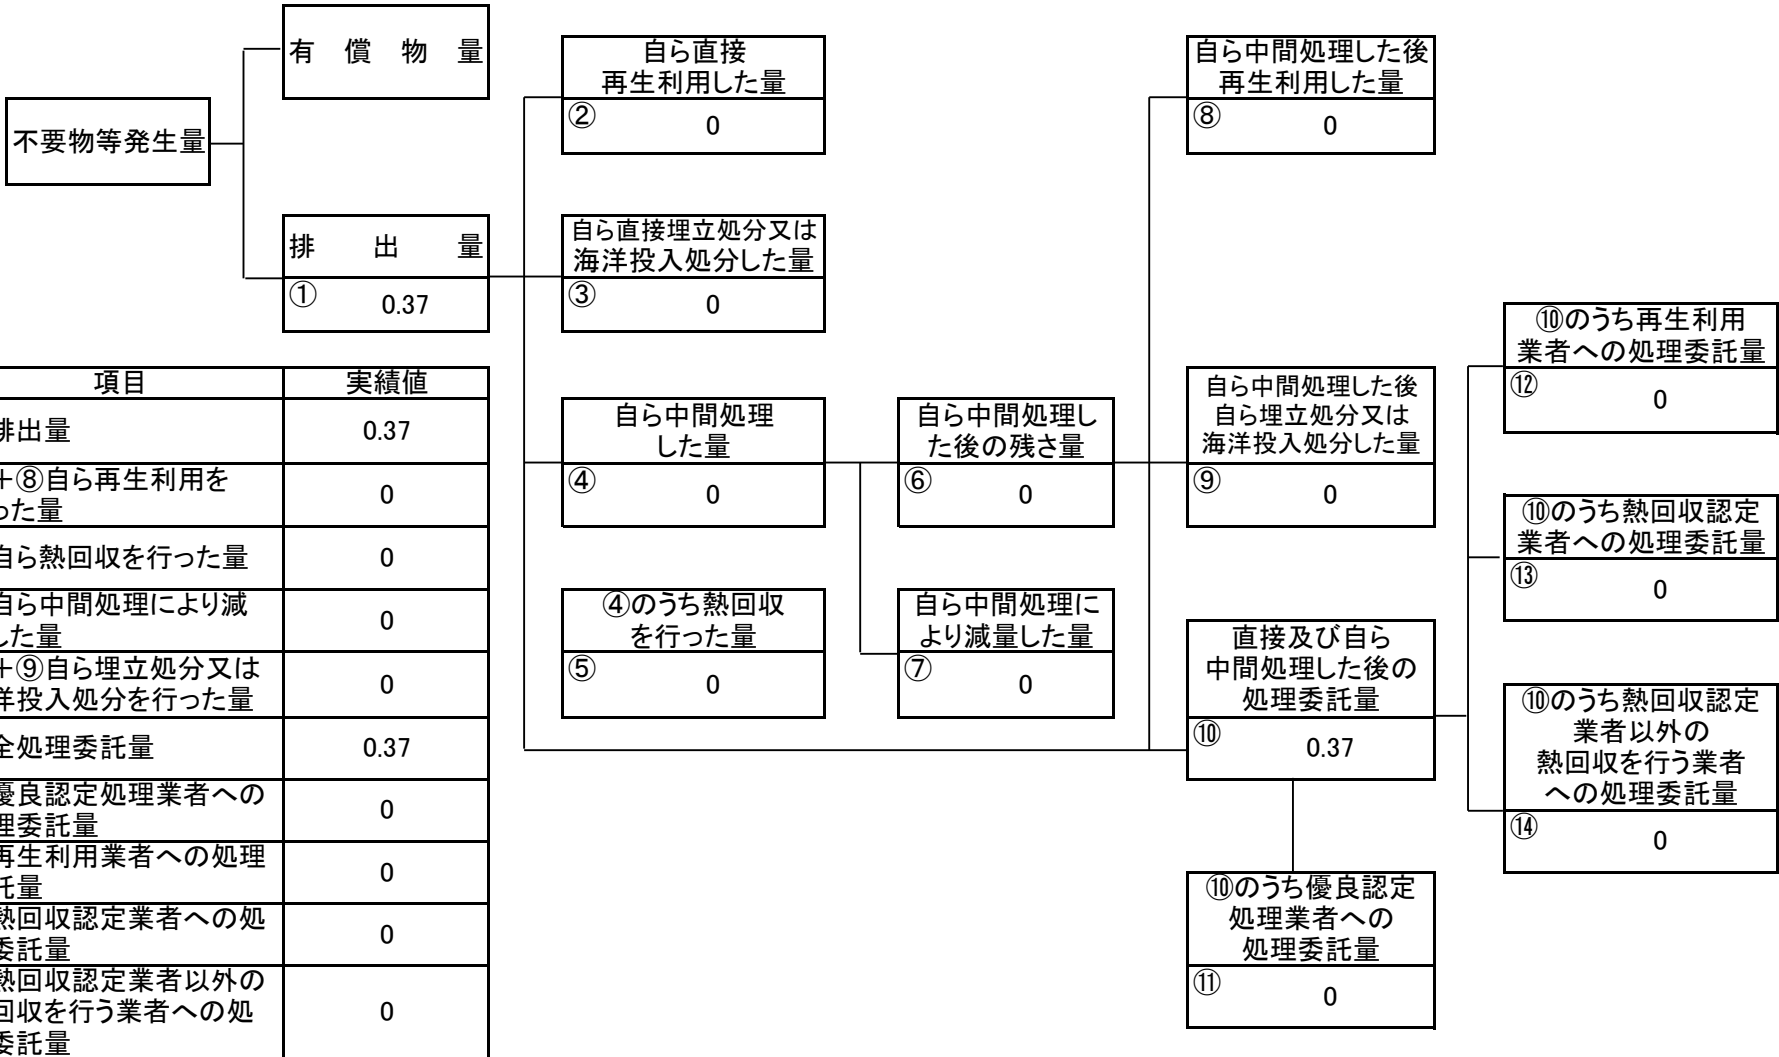 有償物量
不要物等発生量
排出量
①
0.37
自ら直接
再生利用した量
②
0
自ら直接埋立処分又は
海洋投入処分した量
③
0
自ら中間処理
した量
④
0
④のうち熱回収
を行った量
⑤
0
自ら中間処理し
た後の残さ量
⑥
0
自ら中間処理に
より減量した量
⑦
0
自ら中間処理した後
再生利用した量
⑧
0
自ら中間処理した後
自ら埋立処分又は
海洋投入処分した量
⑨
0
直接及び自ら
中間処理した後の
処理委託量
⑩
0.37
⑩のうち優良認定
処理業者への
処理委託量
⑪
0
⑩のうち再生利用
業者への処理委託量
⑫
0
⑩のうち熱回収認定
業者への処理委託量
⑬
0
⑩のうち熱回収認定
業者以外の
熱回収を行う業者
への処理委託量
⑭
0
項目 実績値
排出量 0.37
+⑧自ら再生利用を
った量 0
自ら熱回収を行った量 0
自ら中間処理により減
した量 0
+⑨自ら埋立処分又は
洋投入処分を行った量 0
全処理委託量 0.37
優良認定処理業者への
理委託量 0
再生利用業者への処理
託量 0
熱回収認定業者への処
委託量 0
熱回収認定業者以外の
回収を行う業者への処
委託量 0